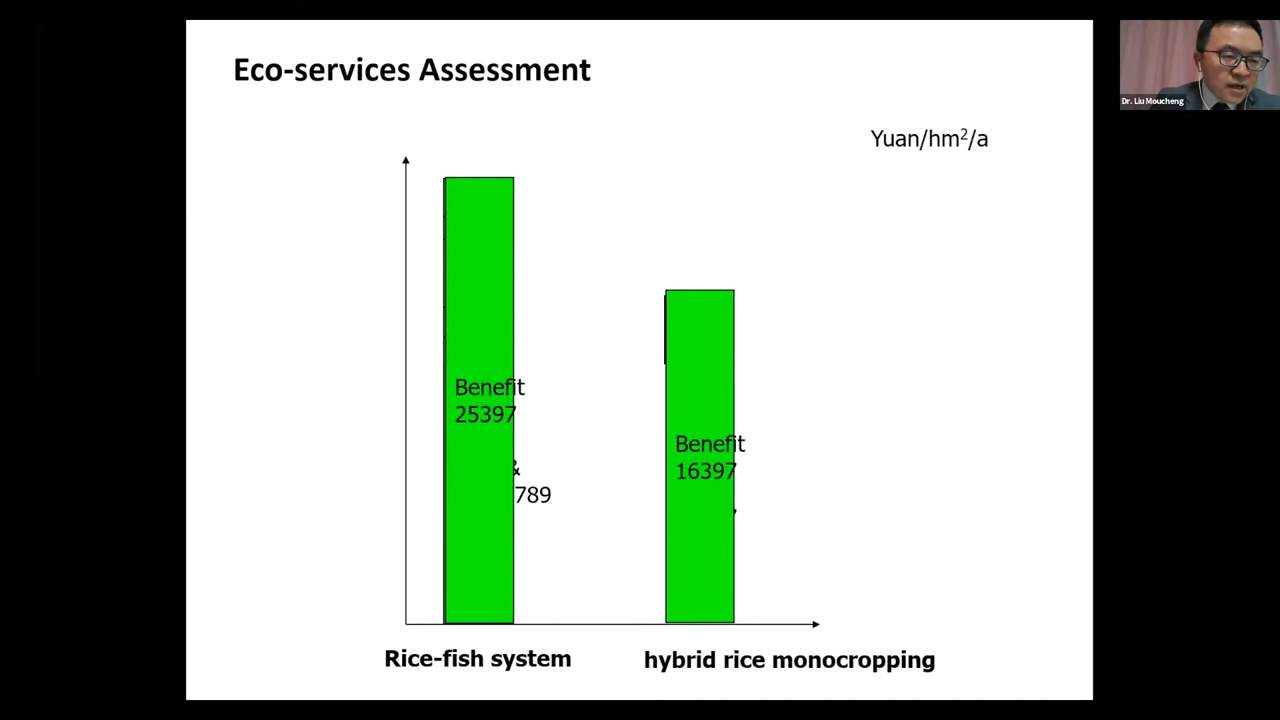 Eco-services Assessment
Dr. Liu Moucheng
Yuan/hm²/a
Benefit
25397
&
789
Benefit
16397
Rice-fish system
hybrid rice monocropping